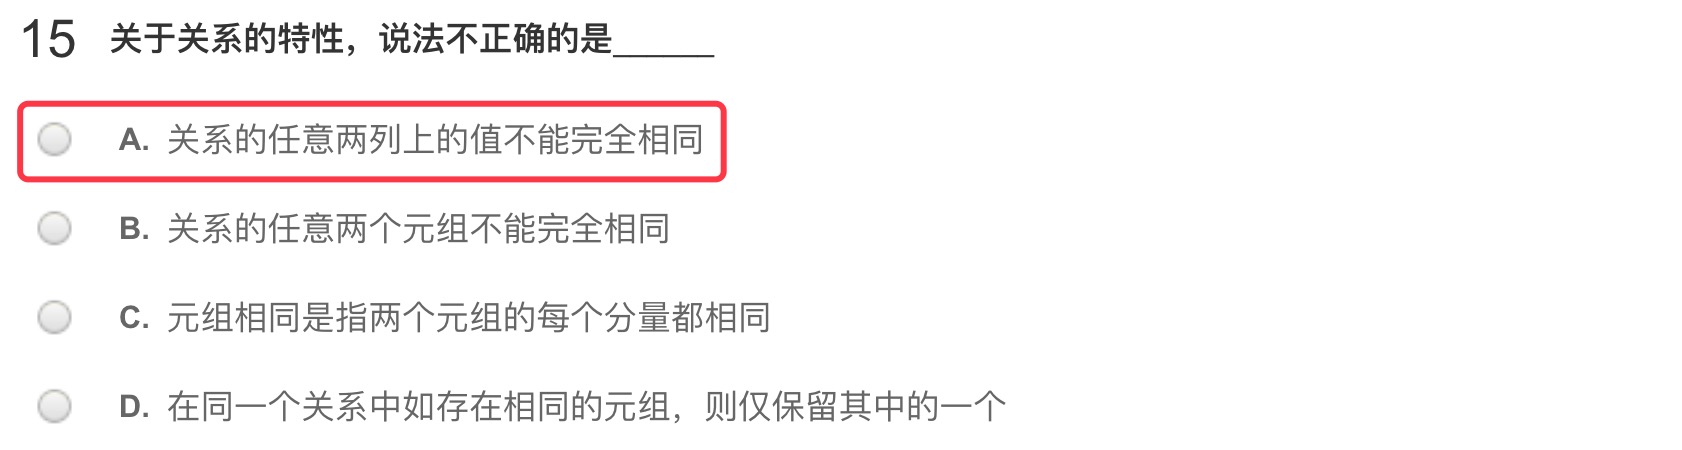 15 关于关系的特性，说法不正确的是______
A. 关系的任意两列上的值不能完全相同
B. 关系的任意两个元组不能完全相同
C. 元组相同是指两个元组的每个分量都相同
D. 在同一个关系中如存在相同的元组，则仅保留其中的一个